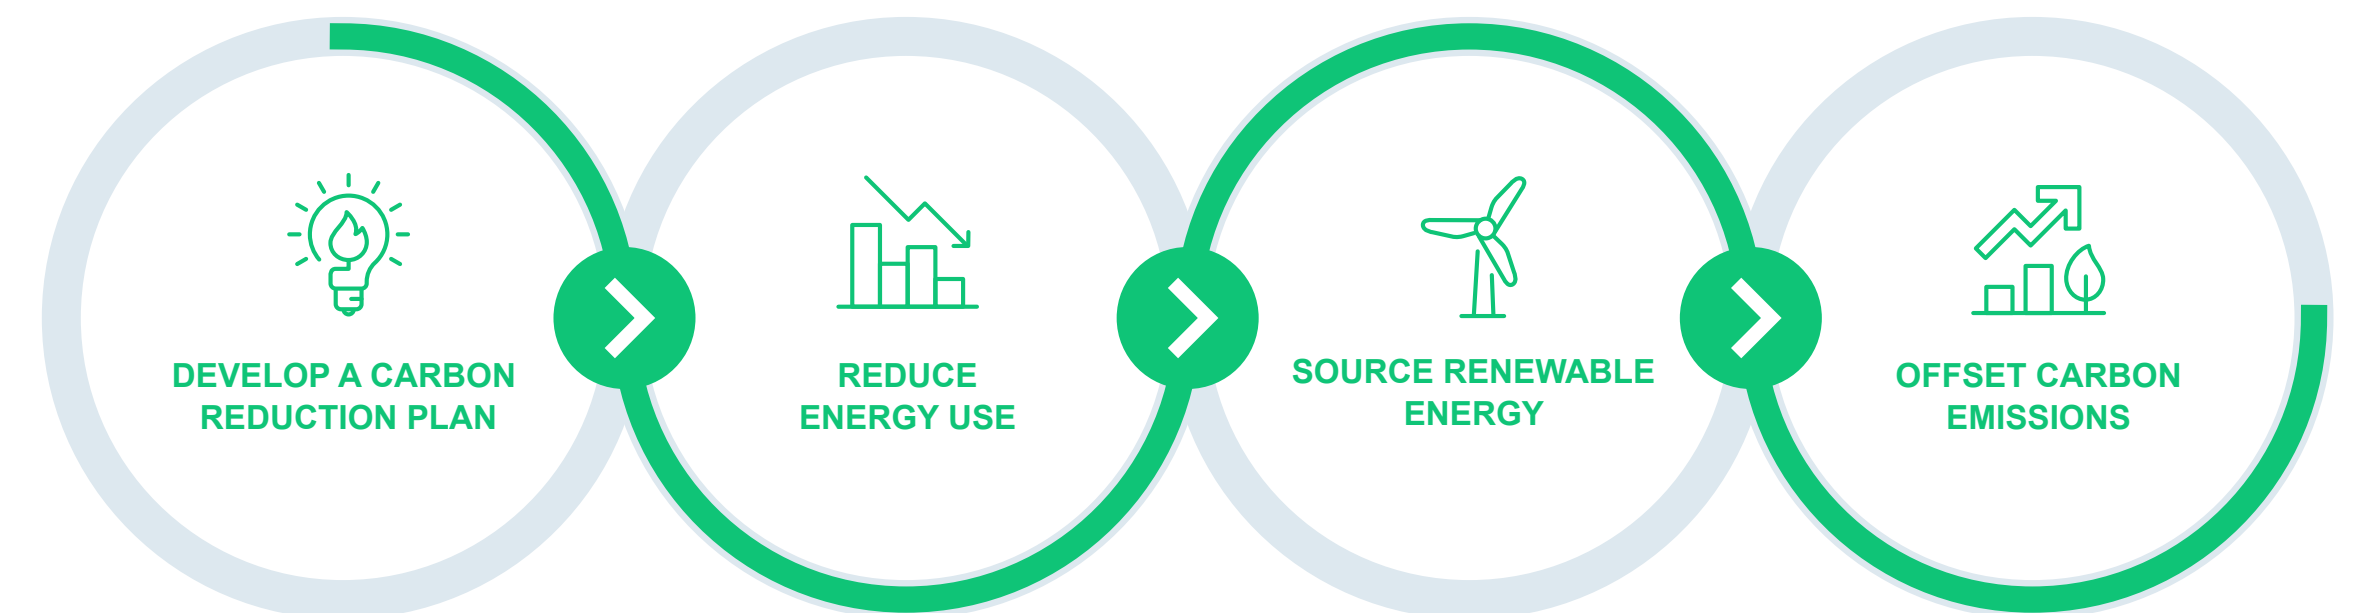 DEVELOP A CARBON
REDUCTION PLAN
REDUCE
ENERGY USE
SOURCE RENEWABLE
ENERGY
OFFSET CARBON
EMISSIONS